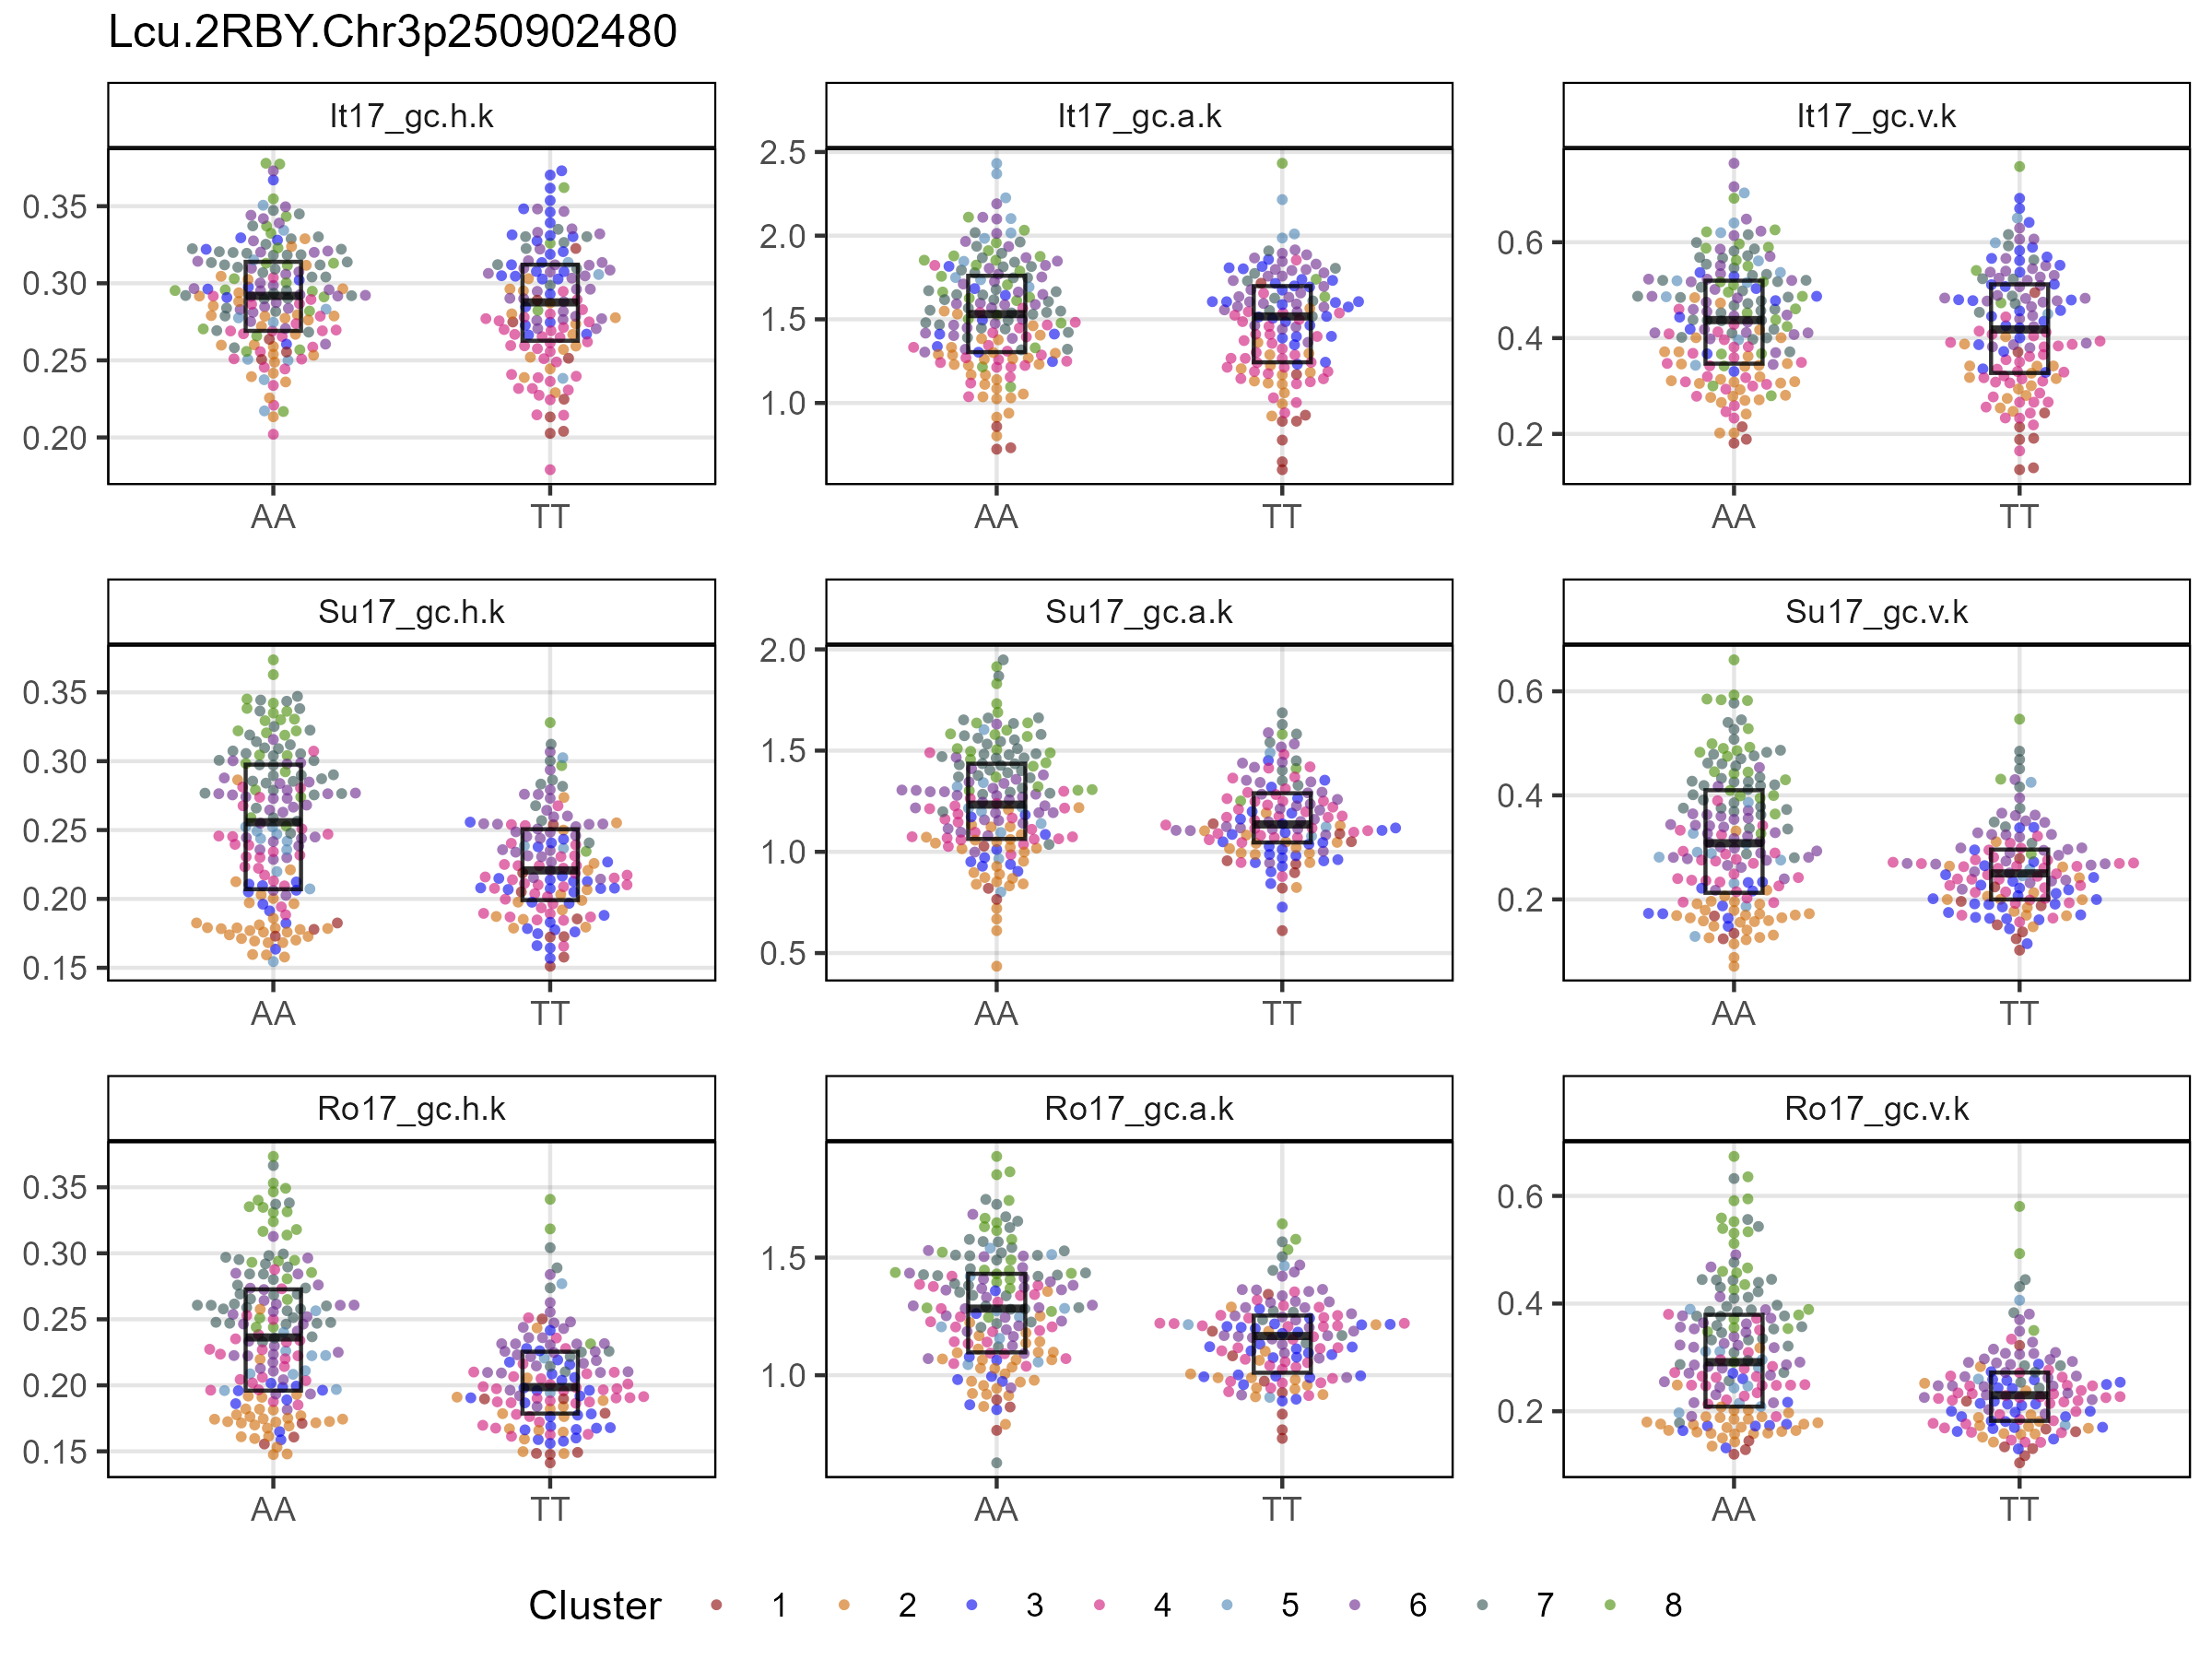 Lcu.2RBY.Chr3p250902480
It17_gc.h.k
It17_gc.a.k
It17_gc.v.k
0.35
0.30
0.25
0.20
AA
TT
2.5
2.0
1.5
1.0
AA
TT
0.6
0.4
0.2
AA
TT
Su17_gc.h.k
Su17_gc.a.k
Su17_gc.v.k
0.35
0.30
0.25
0.20
0.15
AA
TT
2.0
1.5
1.0
0.5
AA
TT
0.6
0.4
0.2
AA
TT
Ro17_gc.h.k
Ro17_gc.a.k
Ro17_gc.v.k
0.35
0.30
0.25
0.20
0.15
AA
TT
1.5
1.0
AA
TT
0.6
0.4
0.2
AA
TT
Cluster 1 2 3 4 5 6 7 8